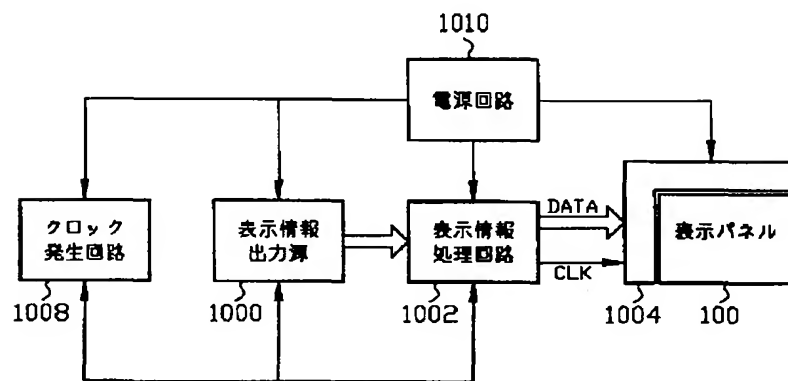 1010
電源回路
クロック
発生回路
1008
表示情報
出力源
1000
表示情報
処理回路
1002
DATA
CLK
1004
表示パネル
100